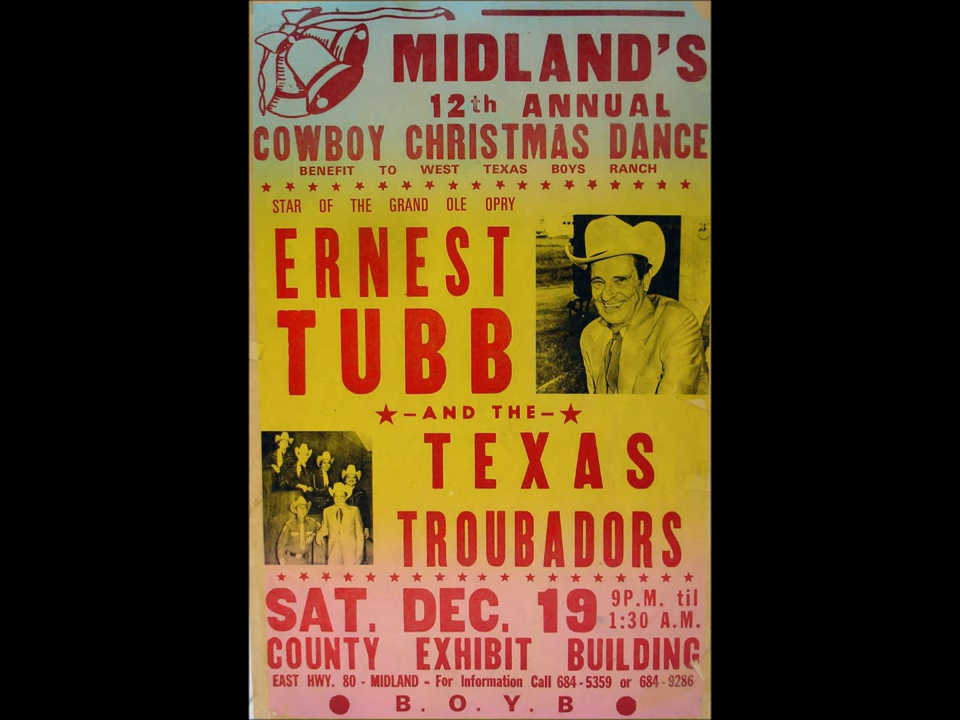 MIDLAND'S
12th ANNUAL
COWBOY CHRISTMAS DANCE
BENEFIT TO WEST TEXAS BOYS RANCH
STAR OF THE GRAND OLE OPRY
ERNEST
TUBB
-AND THE-
TEXAS
TROUBADORS
SAT. DEC. 19 9P.M. til
1:30 A.M.
COUNTY EXHIBIT BUILDING
EAST HWY. 80 - MIDLAND - For Information Call 684-5359 or 684-9286
B. O. Y. B